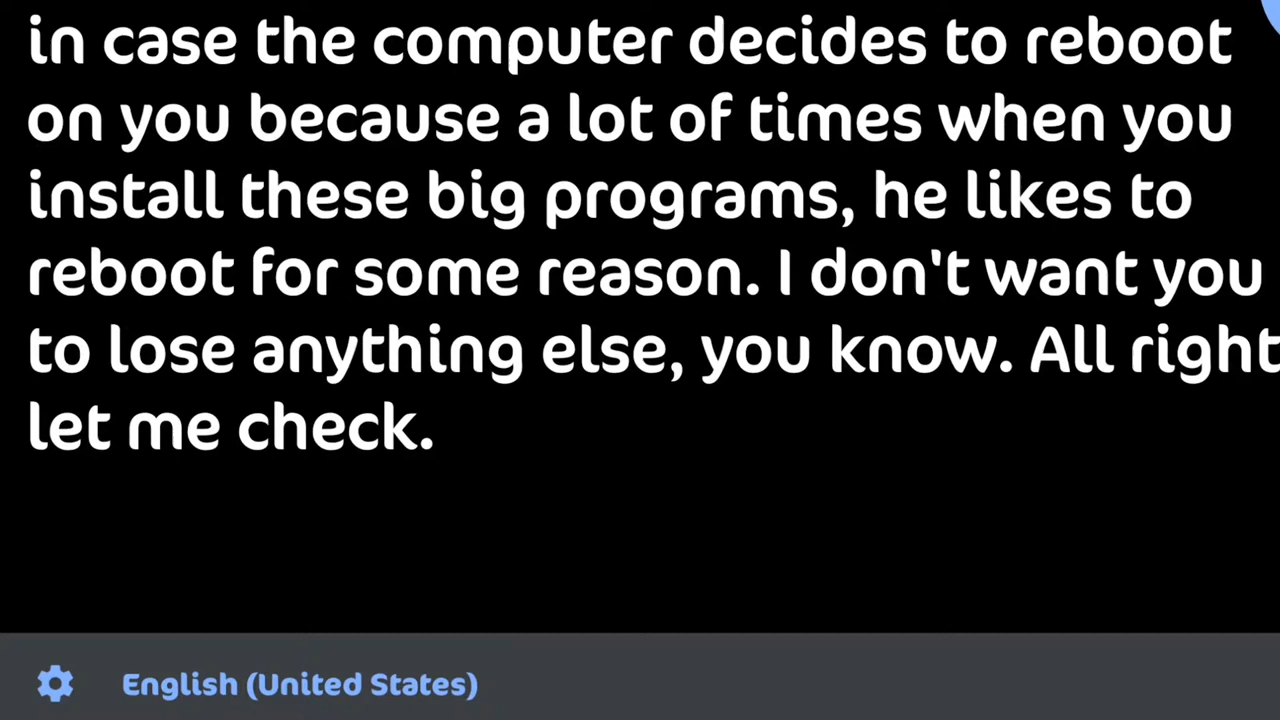 in case the computer decides to reboot
on you because a lot of times when you
install these big programs, he likes to
reboot for some reason. I don't want you
to lose anything else, you know. All right
let me check.
English (United States)